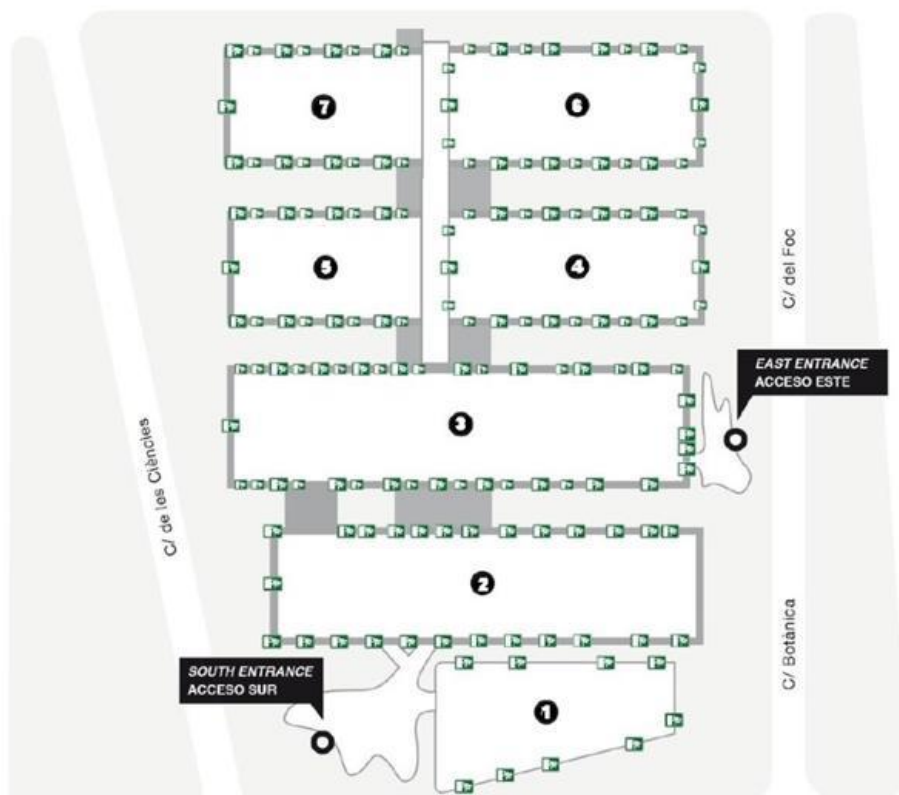 7
6
5
4
C/ del Foc
EAST ENTRANCE
ACCESO ESTE
3
C/ de les Ciències
2
C/ Botànica
SOUTH ENTRANCE
ACCESO SUR
1